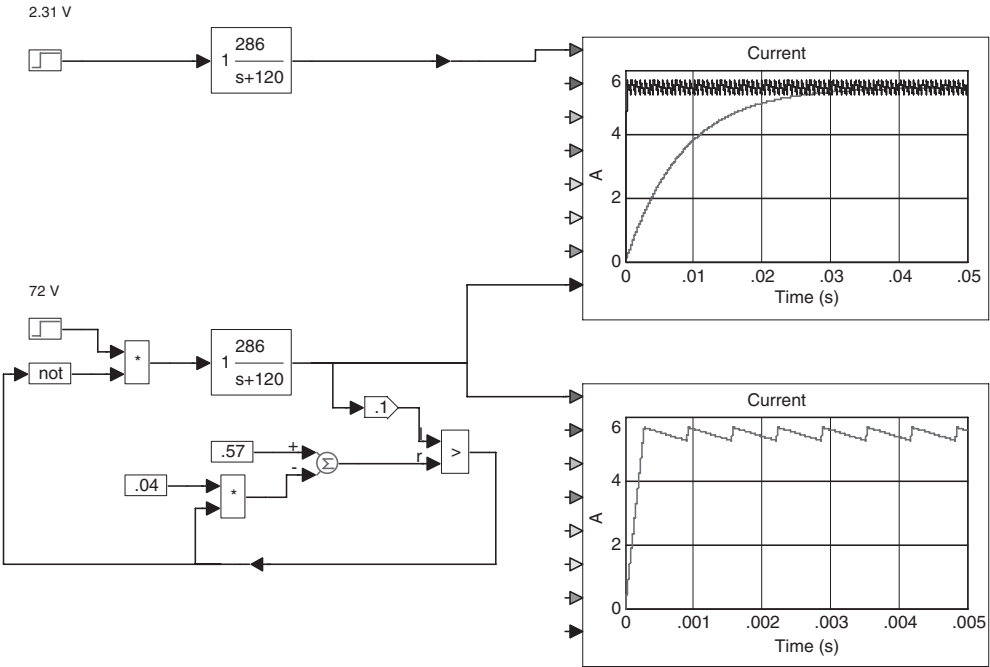 2.31 V
1 286
s+120
Current
6
4
2
0
A
0 .01 .02 .03 .04 .05
Time (s)
72 V
*
not
1 286
s+120
.1
l
r
>
.57
+
-
Σ
.04
*
Current
6
4
2
0
A
0 .001 .002 .003 .004 .005
Time (s)